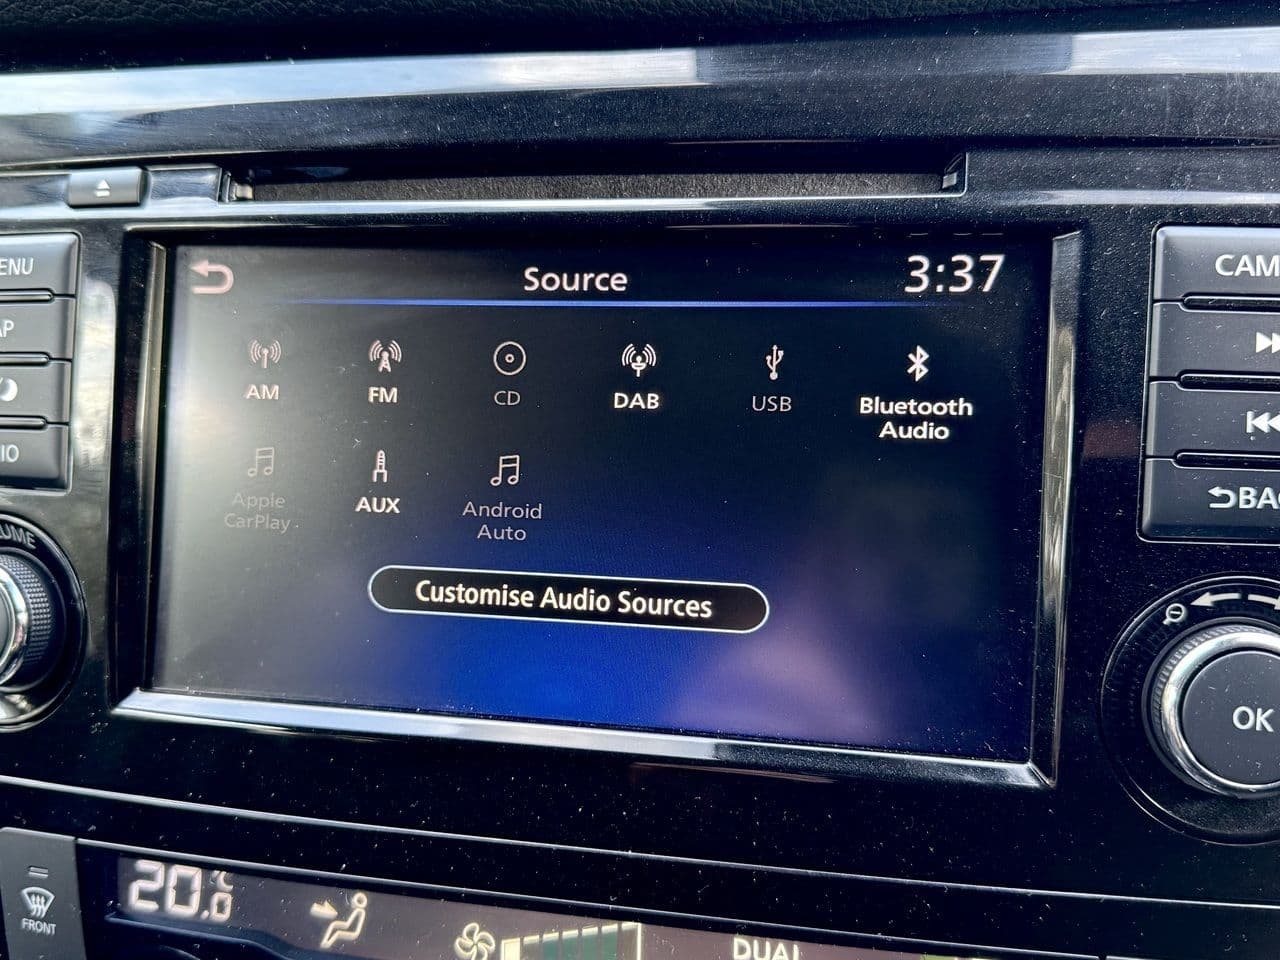 Source
3:37
AM
FM
CD
DAB
USB
Bluetooth
Audio
Apple
CarPlay
AUX
Android
Auto
Customise Audio Sources
CAM
OK
20.0
°C
FRONT
DUAL